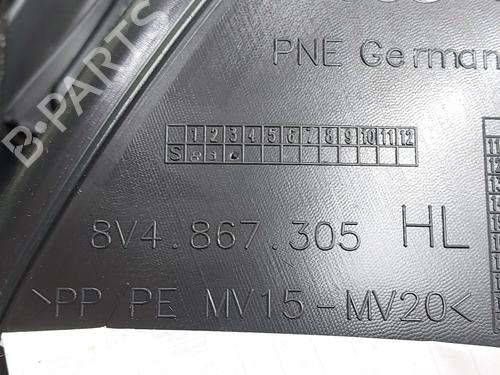 PNE German
1 2 3 4 5 6 7 8 9 10 11 12
S
8V4.867.305 HL
>PP PE MV15-MV20<
B-PARTS